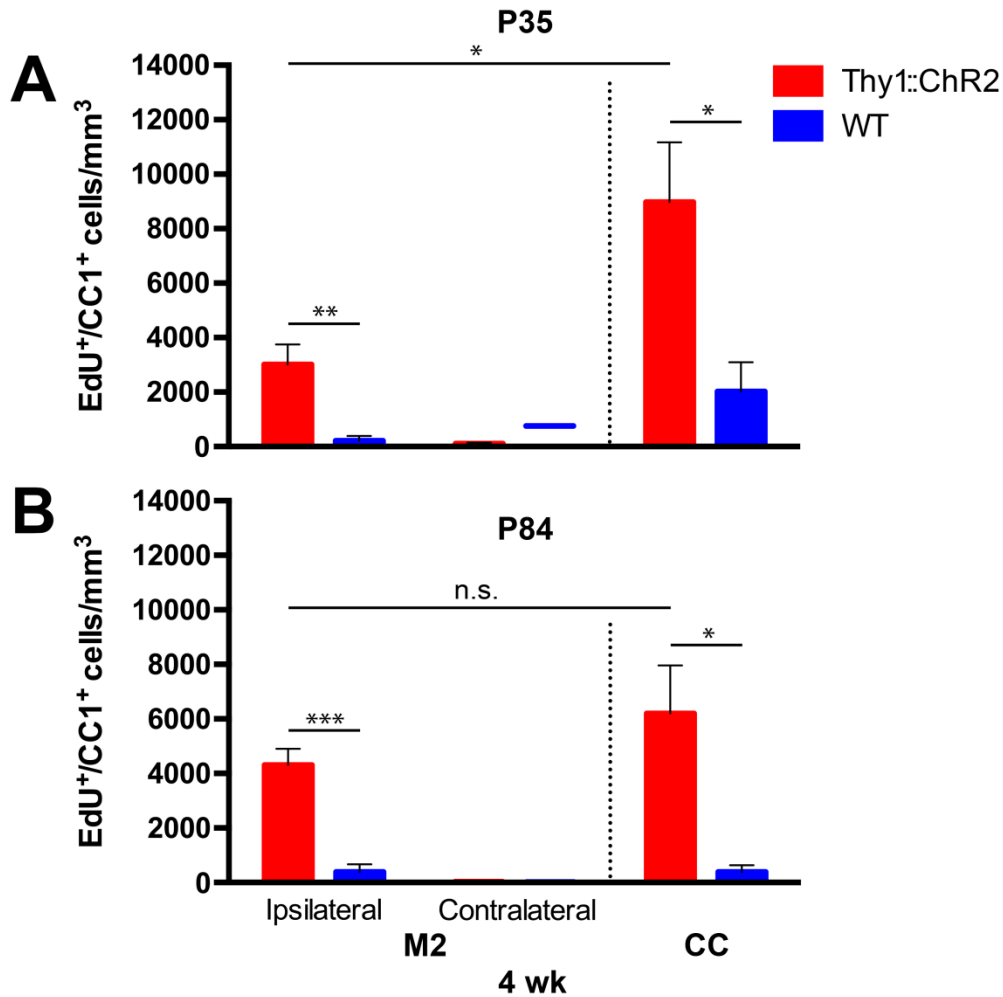 P35
A
*
14000
12000
10000
8000
6000
4000
2000
0
EdU⁺/CC1⁺ cells/mm³
**
*
Thy1::ChR2
WT
B
P84
14000
12000
10000
8000
6000
4000
2000
0
EdU⁺/CC1⁺ cells/mm³
n.s.
***
*
Ipsilateral Contralateral
M2 CC
4 wk